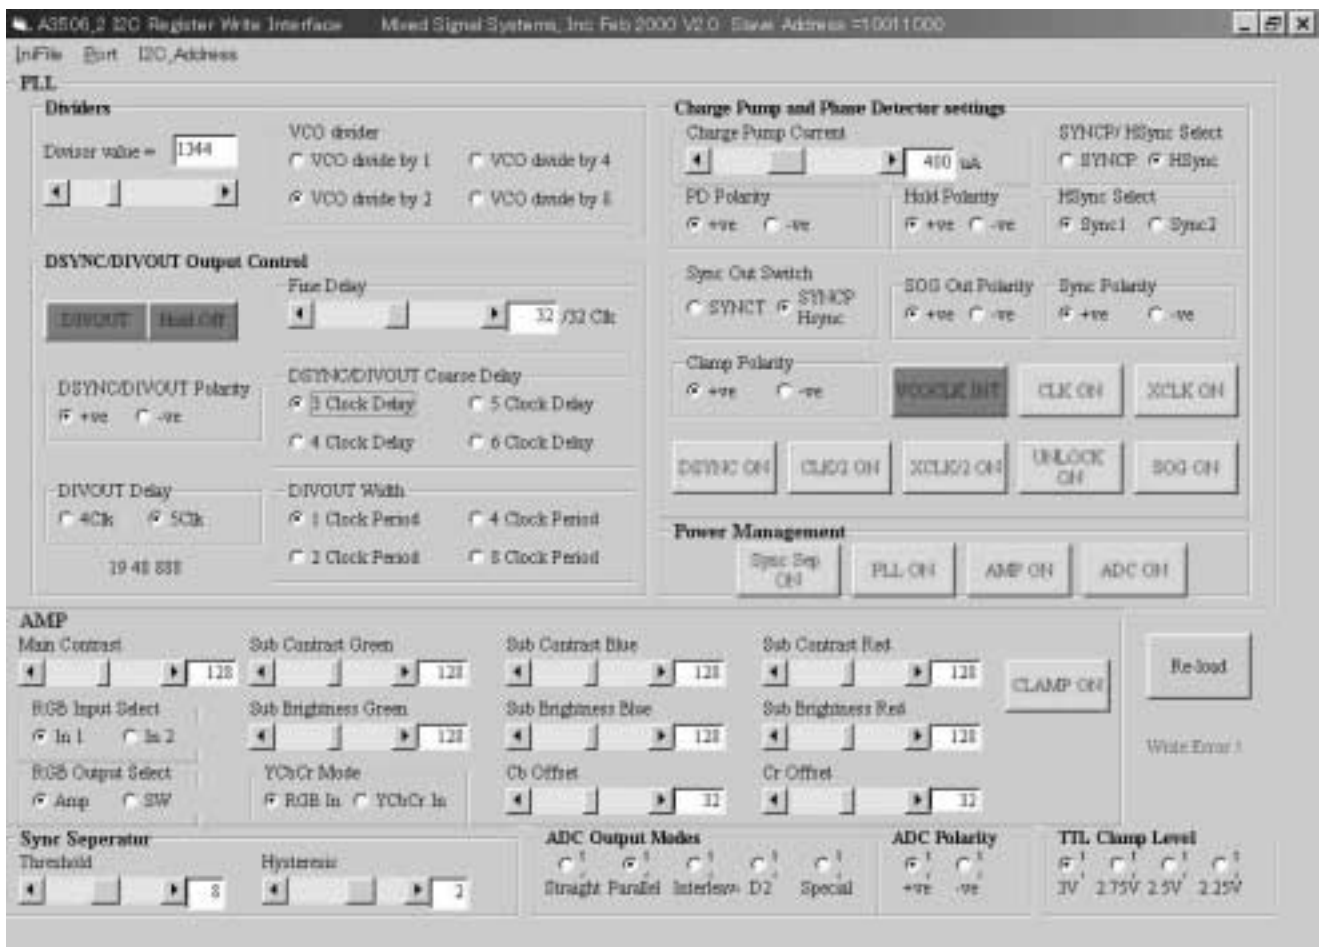 A3506_2 I2C Register Write Interface Mixed Signal Systems, Inc Feb 2000 V2.0 Slave Address =10011000
IniFile Port I2C_Address
PLL
Dividers
Devisor value = 1344
VCO divider
VCO divide by 1 VCO divide by 4
VCO divide by 2 VCO divide by 8
Charge Pump and Phase Detector settings
Charge Pump Current
400 uA
SYNCP/ HSync Select
SYNCP HSync
PD Polarity
+ve -ve
Hold Polarity
+ve -ve
HSync Select
Sync1 Sync2
DSYNC/DIVOUT Output Control
DIVOUT Hold Off
Fine Delay
32 /32 Clk
Sync Out Switch
SYNCT SYNCP Hsync
SOG Out Polarity
+ve -ve
Sync Polarity
+ve -ve
DSYNC/DIVOUT Polarity
+ve -ve
DSYNC/DIVOUT Coarse Delay
3 Clock Delay 5 Clock Delay
4 Clock Delay 6 Clock Delay
Clamp Polarity
+ve -ve
VCOCLK INT CLK ON XCLK ON
DSYNC ON CLK/2 ON XCLK/2 ON UNLOCK ON SOG ON
DIVOUT Delay
4Clk 5Clk
19 48 888
DIVOUT Width
1 Clock Period 4 Clock Period
2 Clock Period 8 Clock Period
Power Management
Sync Sep ON PLL ON AMP ON ADC ON
AMP
Main Contrast
128
Sub Contrast Green
128
Sub Contrast Blue
128
Sub Contrast Red
128
CLAMP ON
Re-load
RGB Input Select
In 1 In 2
Sub Brightness Green
128
Sub Brightness Blue
128
Sub Brightness Red
128
Write Error !
RGB Output Select
Amp SW
YCbCr Mode
RGB In YCbCr In
Cb Offset
32
Cr Offset
32
Sync Seperator
Threshold
8
Hysteresis
2
ADC Output Modes
Straight Parallel Interleav D2 Special
ADC Polarity
+ve -ve
TTL Clamp Level
3V 2.75V 2.5V 2.25V